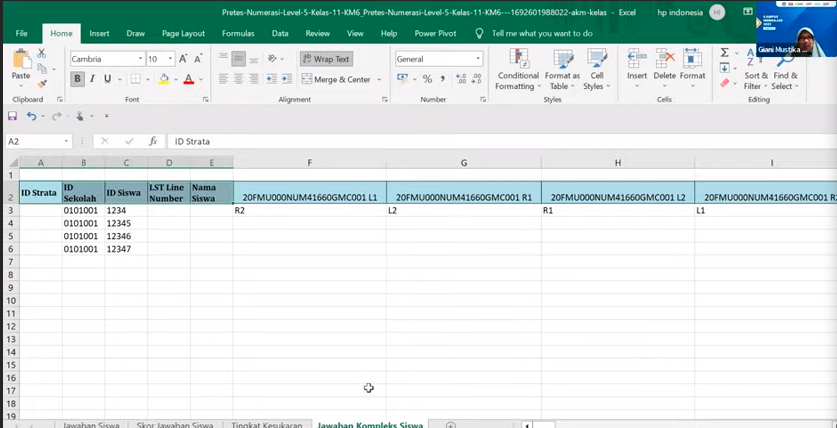 Pretes-Numerasi-Level-5-Kelas-11-KM6_Pretes-Numerasi-Level-5-Kelas-11-KM6---1692601988022-akm-kelas - Excel
hp indonesia
HI
Giani Mustika ...
File Home Insert Draw Page Layout Formulas Data Review View Help Power Pivot Tell me what you want to do
Paste
Cambria 10
B I U
Wrap Text
Merge & Center
General
Conditional Formatting
Format as Table
Cell Styles
Insert Delete Format
Sort & Filter
Find & Select
Clipboard Font Alignment Number Styles Cells Editing
A2 fx ID Strata
A B C D E F G H I
1
2 ID Strata ID Sekolah ID Siswa LST Line Number Nama Siswa 20FMU000NUM41660GMC001 L1 20FMU000NUM41660GMC001 R1 20FMU000NUM41660GMC001 L2 20FMU000NUM41660GMC001
3 0101001 1234 R2 L2 R1 L1
4 0101001 12345
5 0101001 12346
6 0101001 12347
7
8
9
10
11
12
13
14
15
16
17
18
19
Jawaban Siswa Skor Jawaban Siswa Tingkat Kesukaran Jawaban Kompleks Siswa